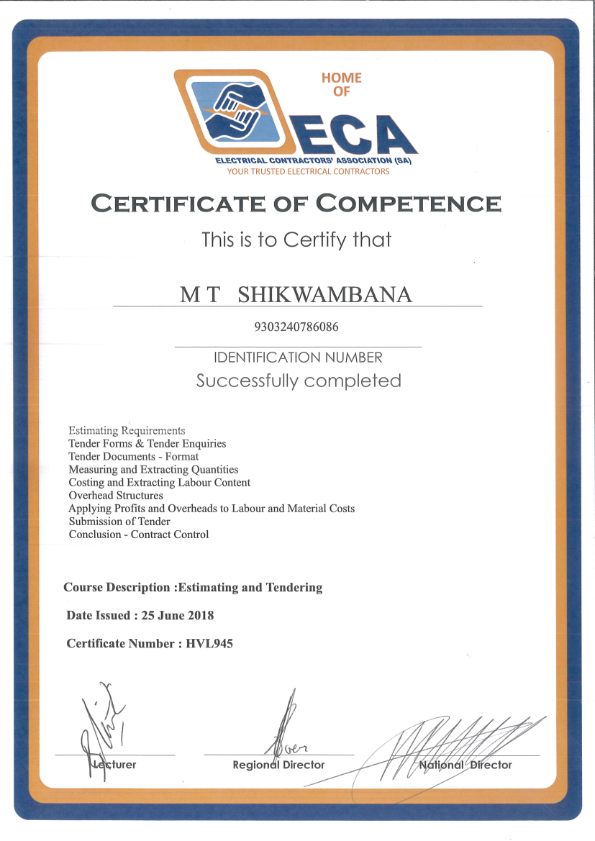 HOME
OF
ECA
ELECTRICAL CONTRACTORS' ASSOCIATION (SA)
YOUR TRUSTED ELECTRICAL CONTRACTORS
CERTIFICATE OF COMPETENCE
This is to Certify that
M T SHIKWAMBANA
9303240786086
IDENTIFICATION NUMBER
Successfully completed
Estimating Requirements
Tender Forms & Tender Enquiries
Tender Documents - Format
Measuring and Extracting Quantities
Costing and Extracting Labour Content
Overhead Structures
Applying Profits and Overheads to Labour and Material Costs
Submission of Tender
Conclusion - Contract Control
Course Description :Estimating and Tendering
Date Issued : 25 June 2018
Certificate Number : HVL945
Lecturer
Regional Director
National Director